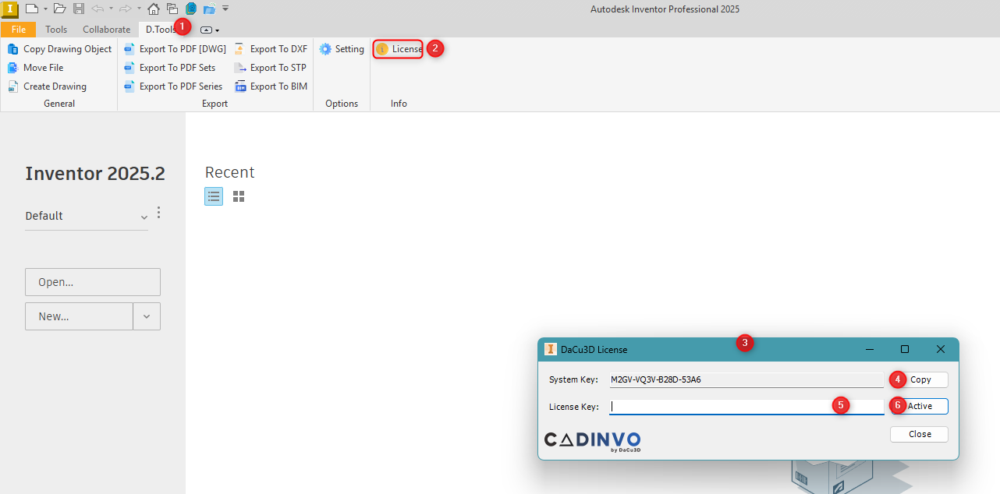 Autodesk Inventor Professional 2025
File Tools Collaborate D.Tools 1
Copy Drawing Object Export To PDF [DWG] Export To DXF Setting License 2
Move File Export To PDF Sets Export To STP
Create Drawing Export To PDF Series Export To BIM
General Export Options Info
Inventor 2025.2
Recent
Default
Open...
New...
3
DaCu3D License
System Key: M2GV-VQ3V-B28D-53A6 4 Copy
License Key: 5 6 Active
Close
CADINVO
by DaCu3D